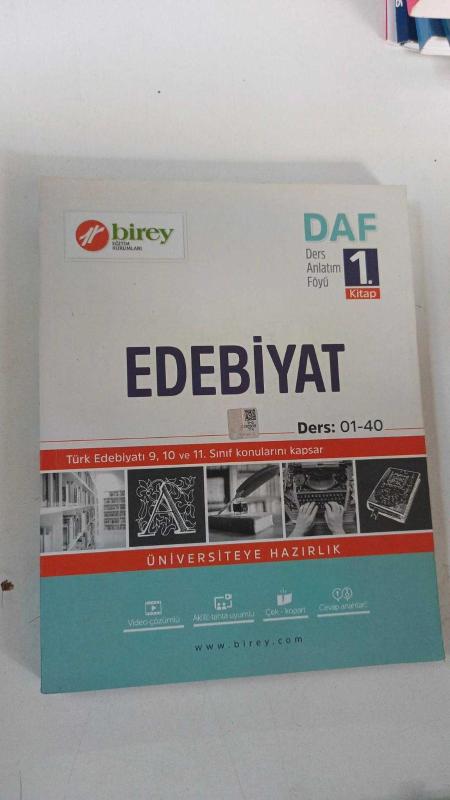 birey
EĞİTİM
KURUMLARI
DAF
Ders
Anlatım
Föyü
1.
Kitap
EDEBİYAT
Ders: 01-40
Türk Edebiyatı 9, 10 ve 11. Sınıf konularını kapsar
A
ÜNİVERSİTEYE HAZIRLIK
Video çözümlü
Akıllı tahta uyumlu
Çek - kopart
Cevap anahtarı
www.birey.com